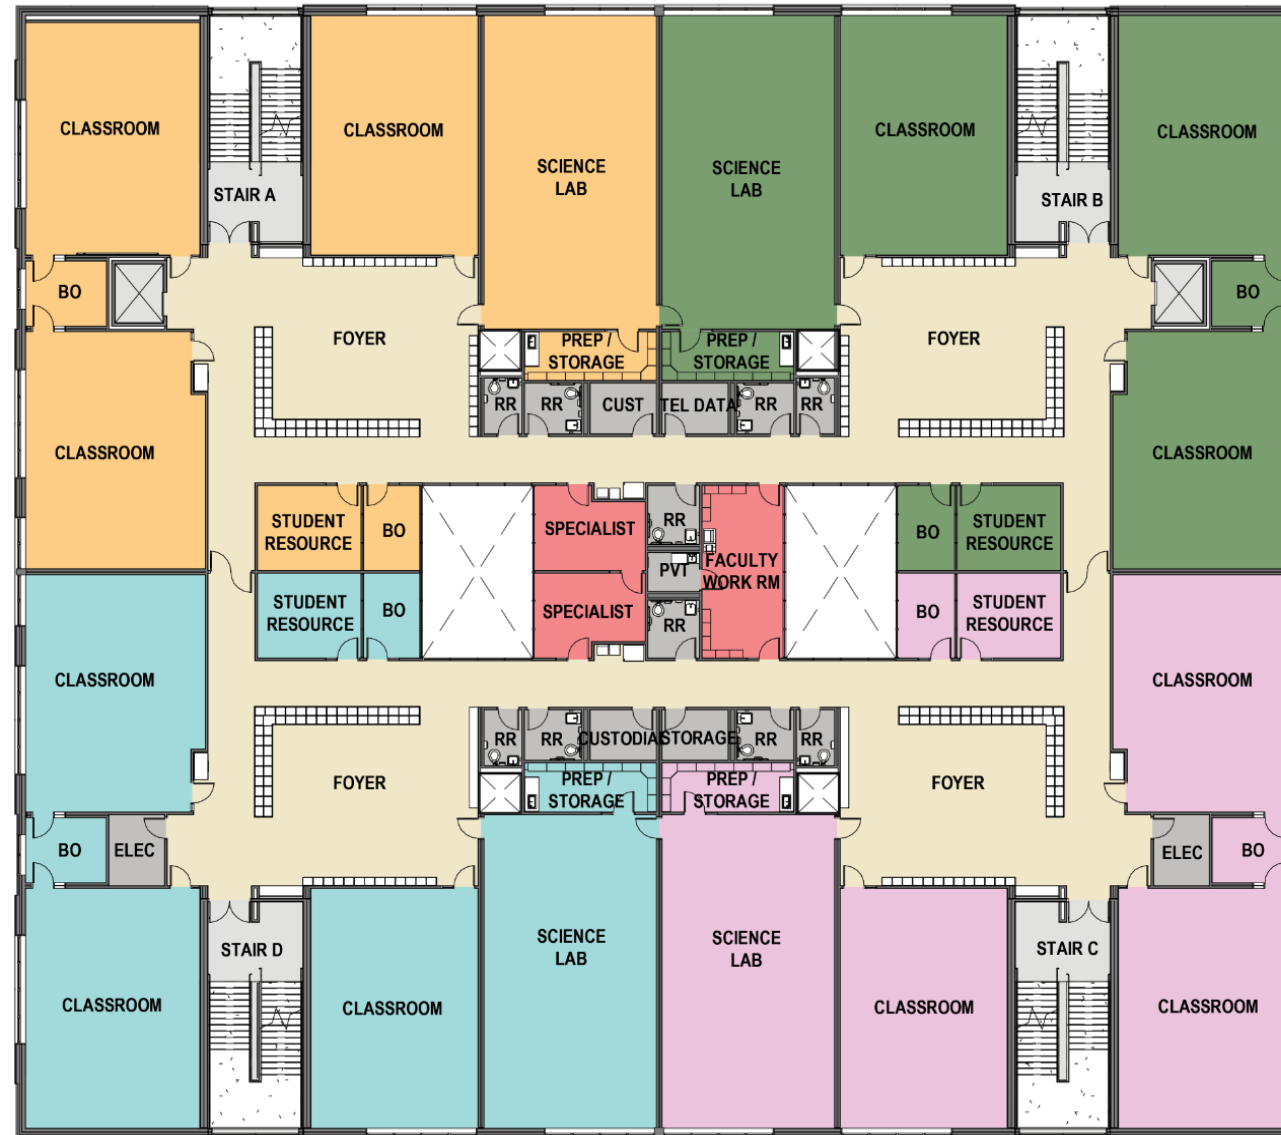 CLASSROOM
CLASSROOM
SCIENCE
LAB
SCIENCE
LAB
CLASSROOM
CLASSROOM
STAIR A
STAIR B
BO
BO
FOYER
PREP /
STORAGE
PREP /
STORAGE
FOYER
RR
RR
CUST
TEL DATA
RR
RR
CLASSROOM
CLASSROOM
STUDENT
RESOURCE
BO
SPECIALIST
RR
FACULTY
WORK RM
BO
STUDENT
RESOURCE
PVT
STUDENT
RESOURCE
BO
SPECIALIST
RR
BO
STUDENT
RESOURCE
CLASSROOM
CLASSROOM
RR
RR
CUSTODIAL
STORAGE
RR
RR
FOYER
PREP /
STORAGE
PREP /
STORAGE
FOYER
BO
ELEC
ELEC
BO
STAIR D
SCIENCE
LAB
SCIENCE
LAB
STAIR C
CLASSROOM
CLASSROOM
CLASSROOM
CLASSROOM